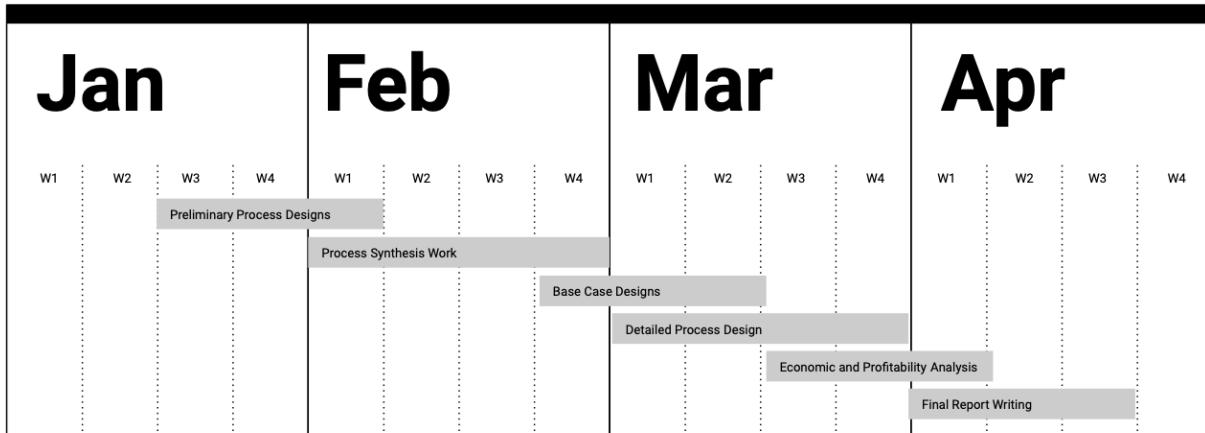 Jan Feb Mar Apr
W1 W2 W3 W4 W1 W2 W3 W4 W1 W2 W3 W4 W1 W2 W3 W4
Preliminary Process Designs
Process Synthesis Work
Base Case Designs
Detailed Process Design
Economic and Profitability Analysis
Final Report Writing